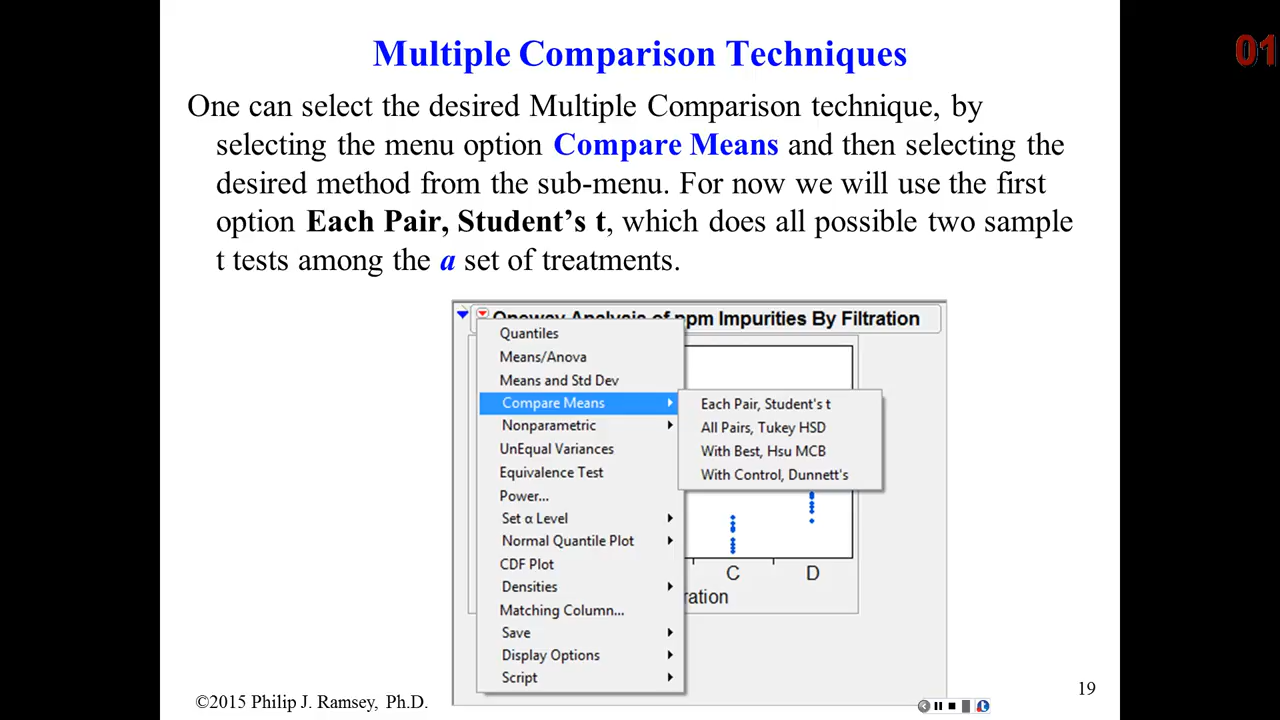 Multiple Comparison Techniques
01
One can select the desired Multiple Comparison technique, by
selecting the menu option Compare Means and then selecting the
desired method from the sub-menu. For now we will use the first
option Each Pair, Student’s t, which does all possible two sample
t tests among the a set of treatments.
Oneway Analysis of ppm Impurities By Filtration
Quantiles
Means/Anova
Means and Std Dev
Compare Means
Nonparametric
UnEqual Variances
Equivalence Test
Power...
Set α Level
Normal Quantile Plot
CDF Plot
Densities
Matching Column...
Save
Display Options
Script
Each Pair, Student's t
All Pairs, Tukey HSD
With Best, Hsu MCB
With Control, Dunnett's
C D
ration
©2015 Philip J. Ramsey, Ph.D.
19